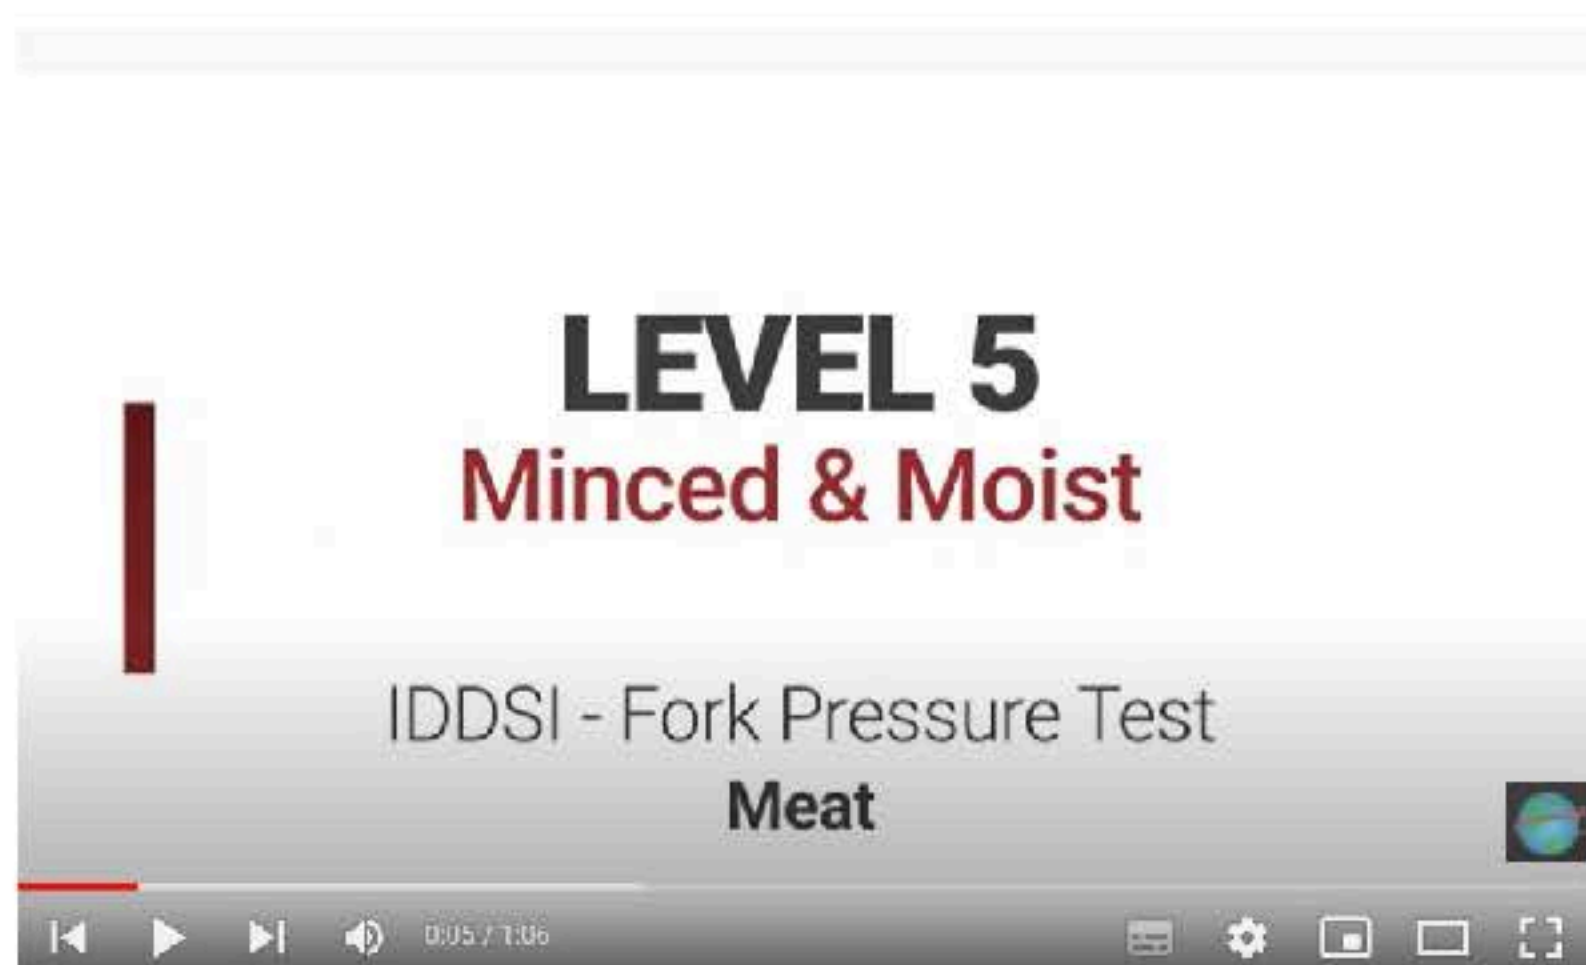 LEVEL 5
Minced & Moist
IDDSI - Fork Pressure Test
Meat
0:05 / 1:06